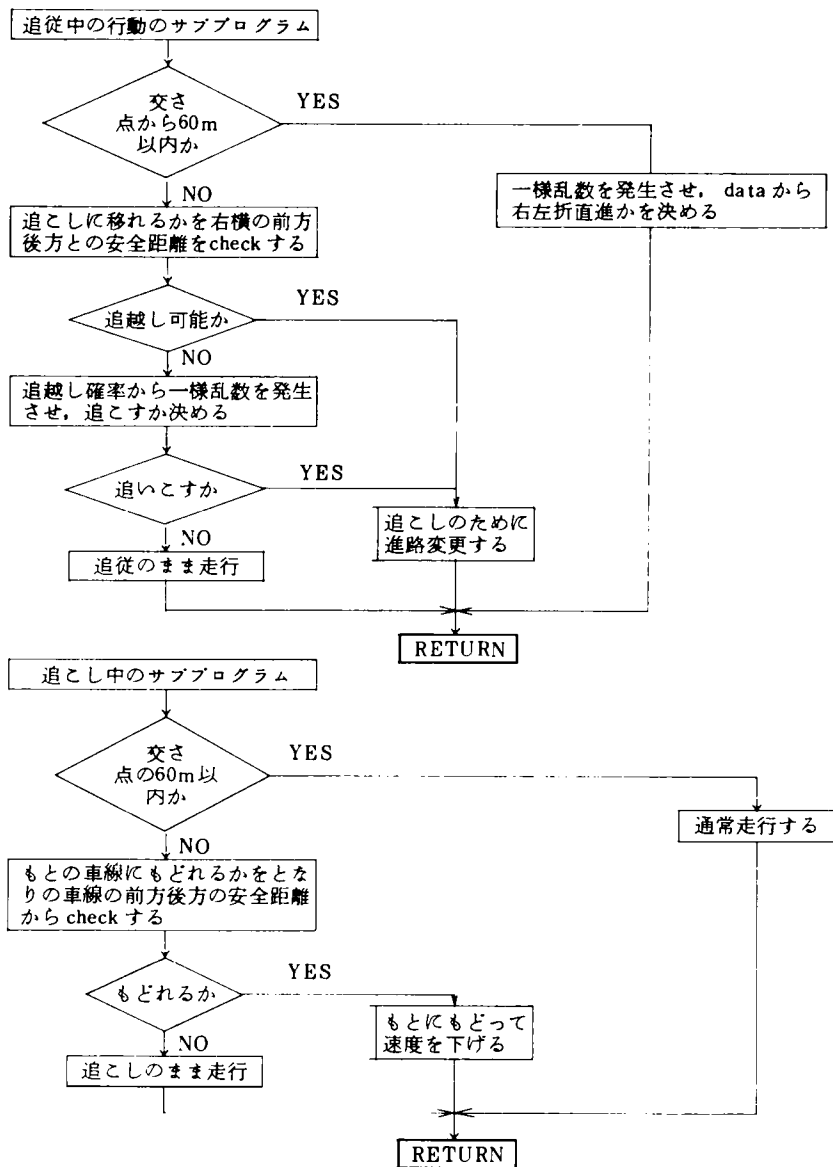 追従中の行動のサブプログラム
交さ
点から60m
以内か
YES
NO
一様乱数を発生させ，dataから
右左折直進かを決める
追こしに移れるかを右横の前方
後方との安全距離をcheckする
追越し可能か
YES
NO
追越し確率から一様乱数を発生
させ，追こすか決める
追いこすか
YES
NO
追こしのために
進路変更する
追従のまま走行
RETURN
追こし中のサブプログラム
交さ
点の60m以
内か
YES
NO
通常走行する
もとの車線にもどれるかをとな
りの車線の前方後方の安全距離
からcheckする
もどれるか
YES
NO
もとにもどって
速度を下げる
追こしのまま走行
RETURN